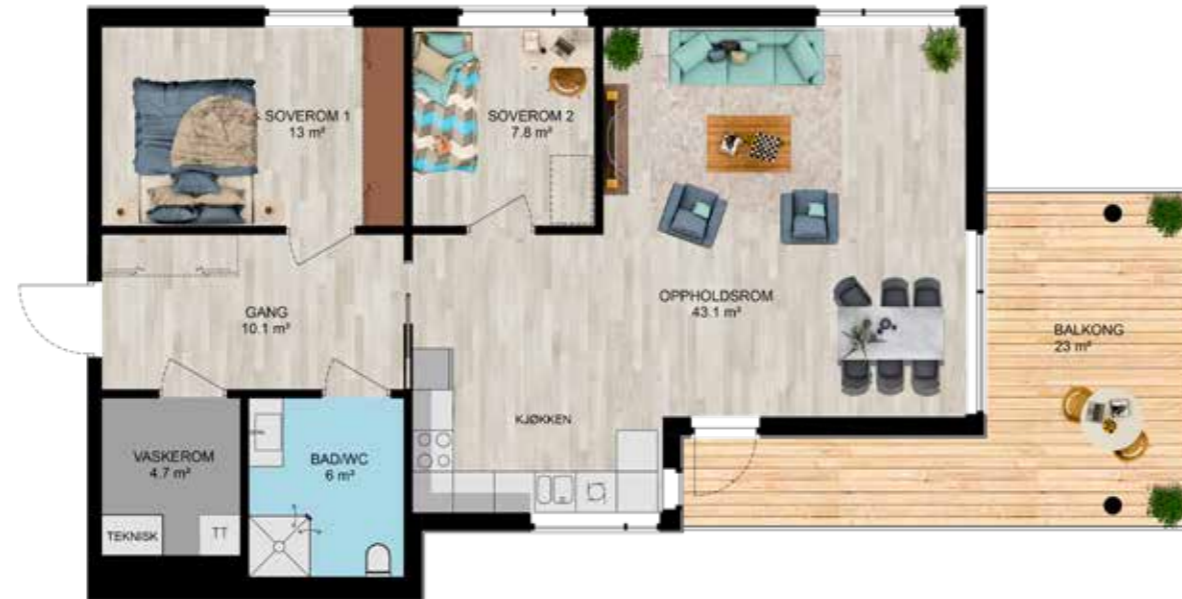 SOVEROM 1
13 m²
SOVEROM 2
7.8 m²
GANG
10.1 m²
OPPHOLDSROM
43.1 m²
BALKONG
23 m²
KJØKKEN
VASKEROM
4.7 m²
BAD/WC
6 m²
TEKNISK
TT